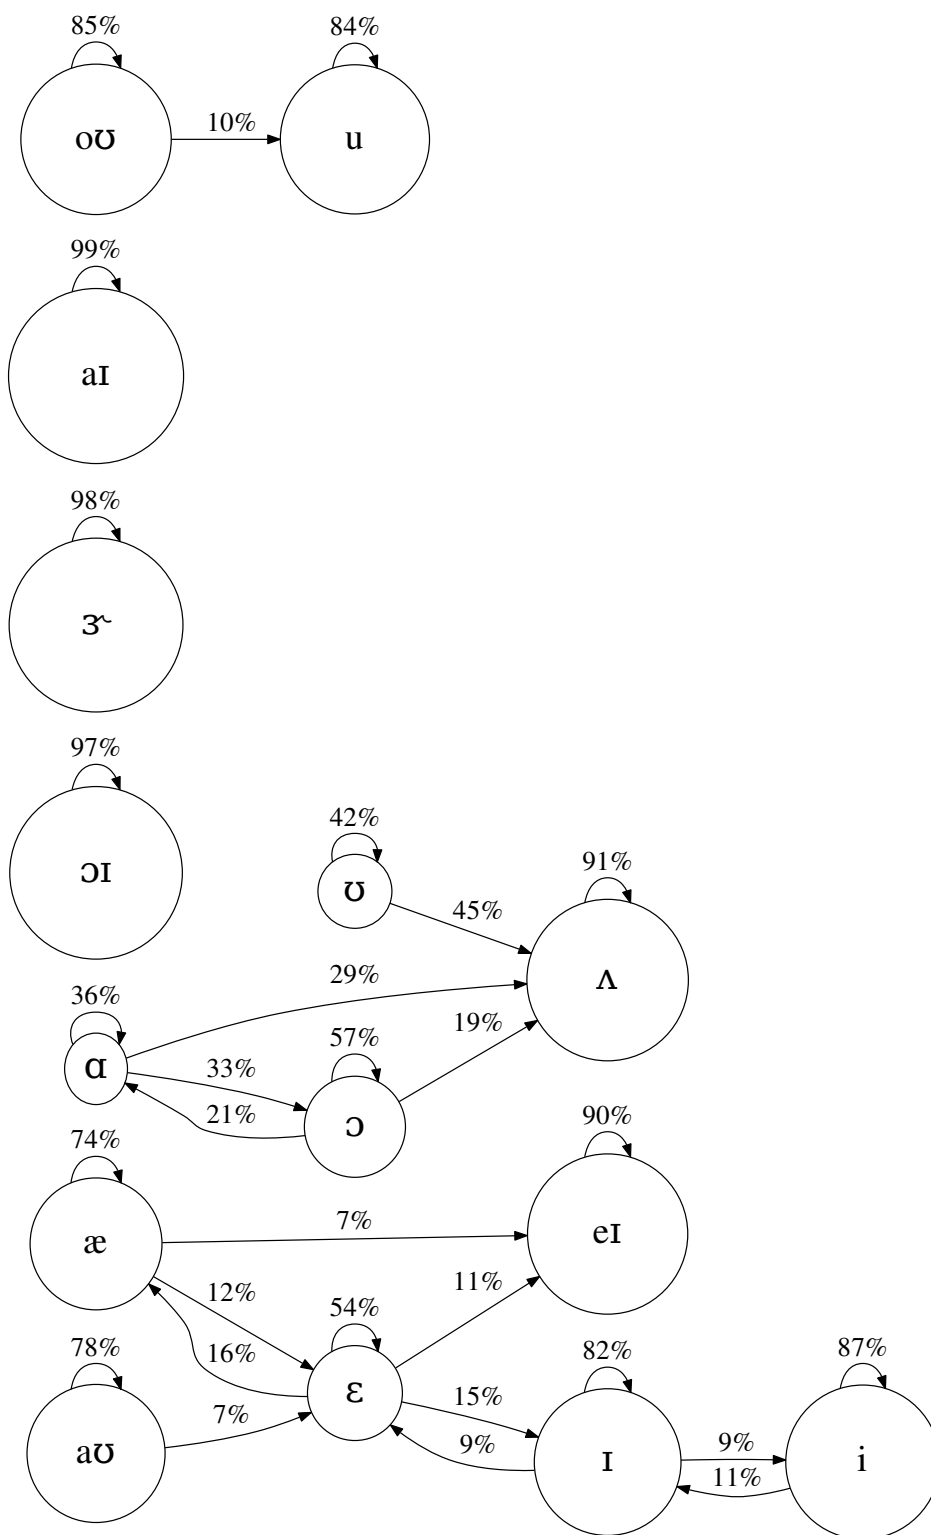 85% 84%
oʊ 10% u
99%
aɪ
98%
ɝ
97%
ɔɪ
42%
ʊ
91%
45%
ʌ
29%
36%
19%
57%
ɑ
33%
21%
ɔ
90%
74%
7%
eɪ
æ
12%
11%
54%
16%
78%
82%
87%
ɛ
15%
7%
9%
9%
aʊ
ɪ
i
11%